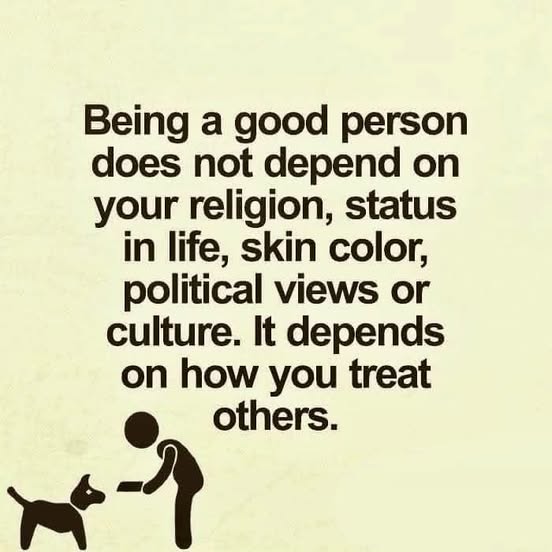 Being a good person
does not depend on
your religion, status
in life, skin color,
political views or
culture. It depends
on how you treat
others.